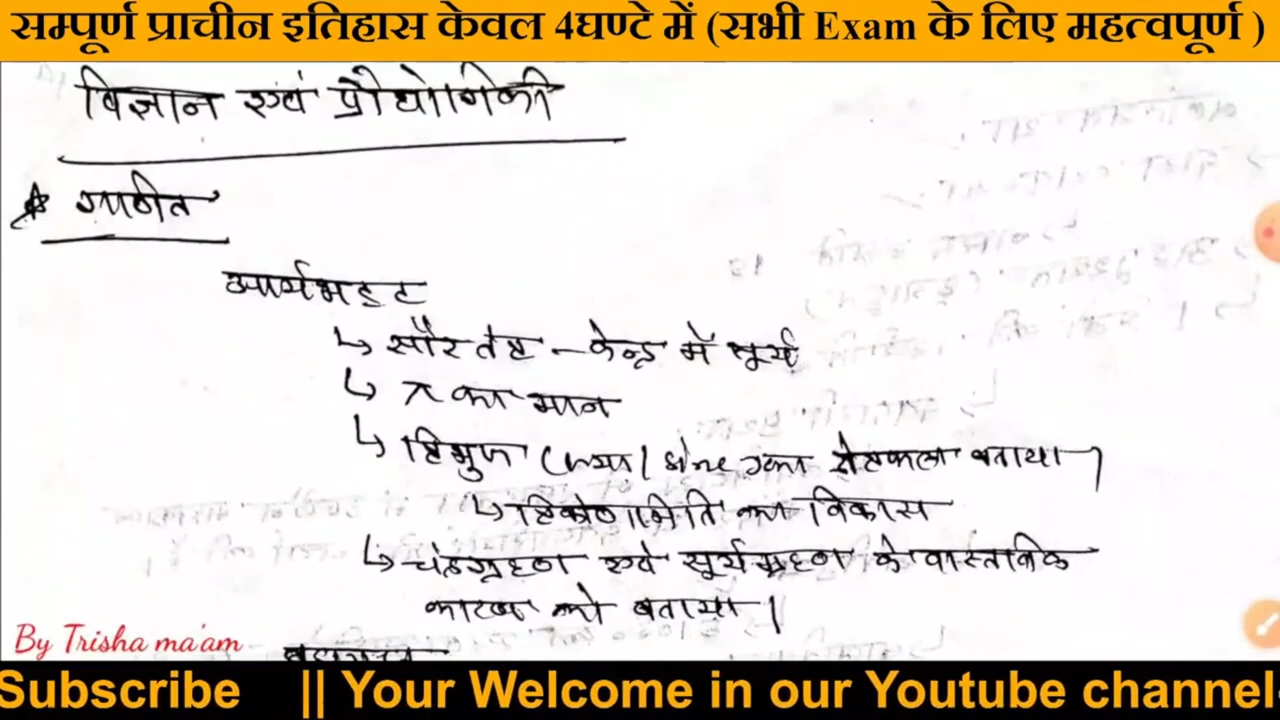 सम्पूर्ण प्राचीन इतिहास केवल 4घण्टे में (सभी Exam के लिए महत्वपूर्ण )
विज्ञान एवं प्रौद्योगिकी
गणित
आर्यभट्ट
↳ सौर तंत्र – केन्द्र में सूर्य
↳ π का मान
↳ त्रिभुज (ज्या / sine) का क्षेत्रफल बताया।
↳ त्रिकोणमिति का विकास
↳ चंद्रग्रहण एवं सूर्यग्रहण के वास्तविक
कारण को बताया।
By Trisha ma'am
Subscribe || Your Welcome in our Youtube channel